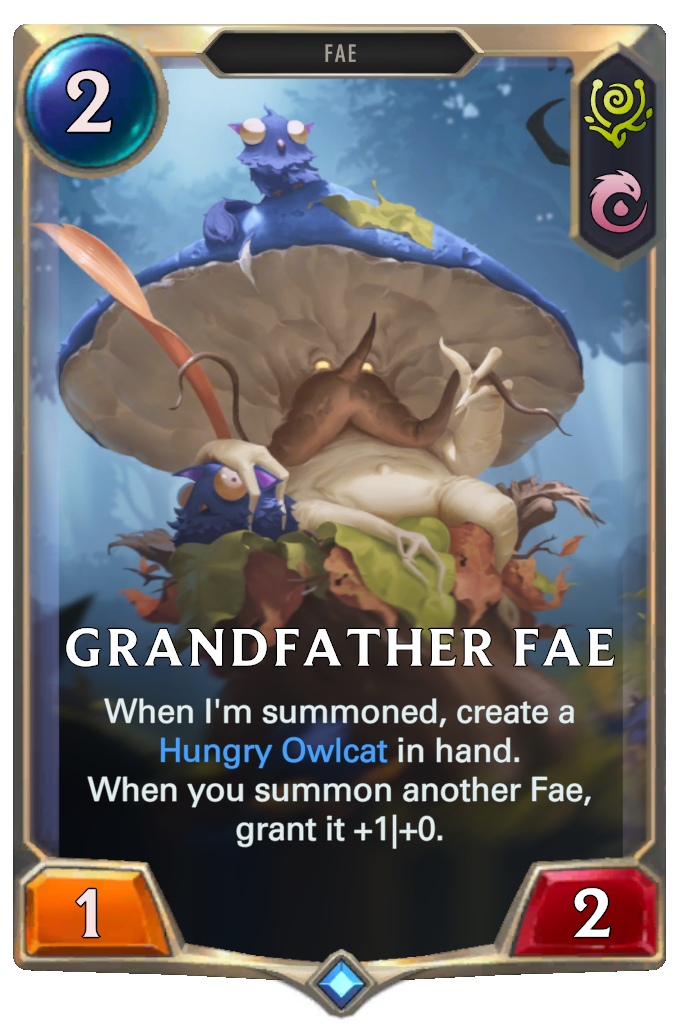 FAE
2
GRANDFATHER FAE
When I'm summoned, create a
Hungry Owlcat in hand.
When you summon another Fae,
grant it +1|+0.
1
2